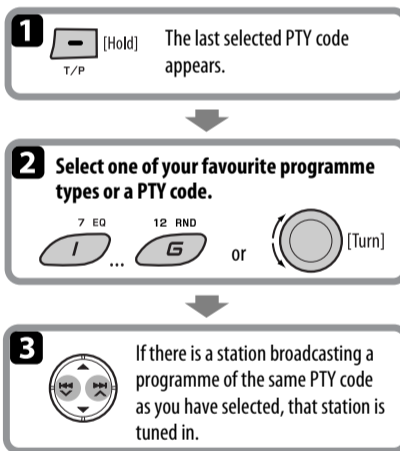 1
[Hold]
T/P
The last selected PTY code
appears.
2
Select one of your favourite programme
types or a PTY code.
7 EQ
12 RND
1
...
6
or
[Turn]
3
If there is a station broadcasting a
programme of the same PTY code
as you have selected, that station is
tuned in.